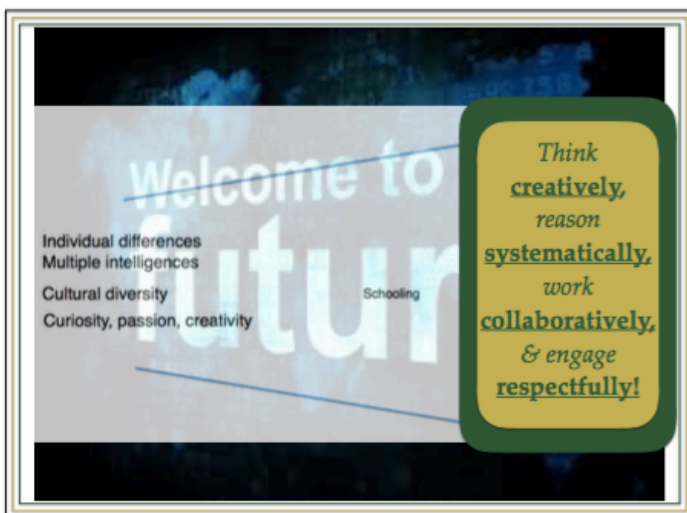 Welcome to
futur
Individual differences
Multiple intelligences
Cultural diversity
Schooling
Curiosity, passion, creativity
Think
creatively,
reason
systematically,
work
collaboratively,
& engage
respectfully!